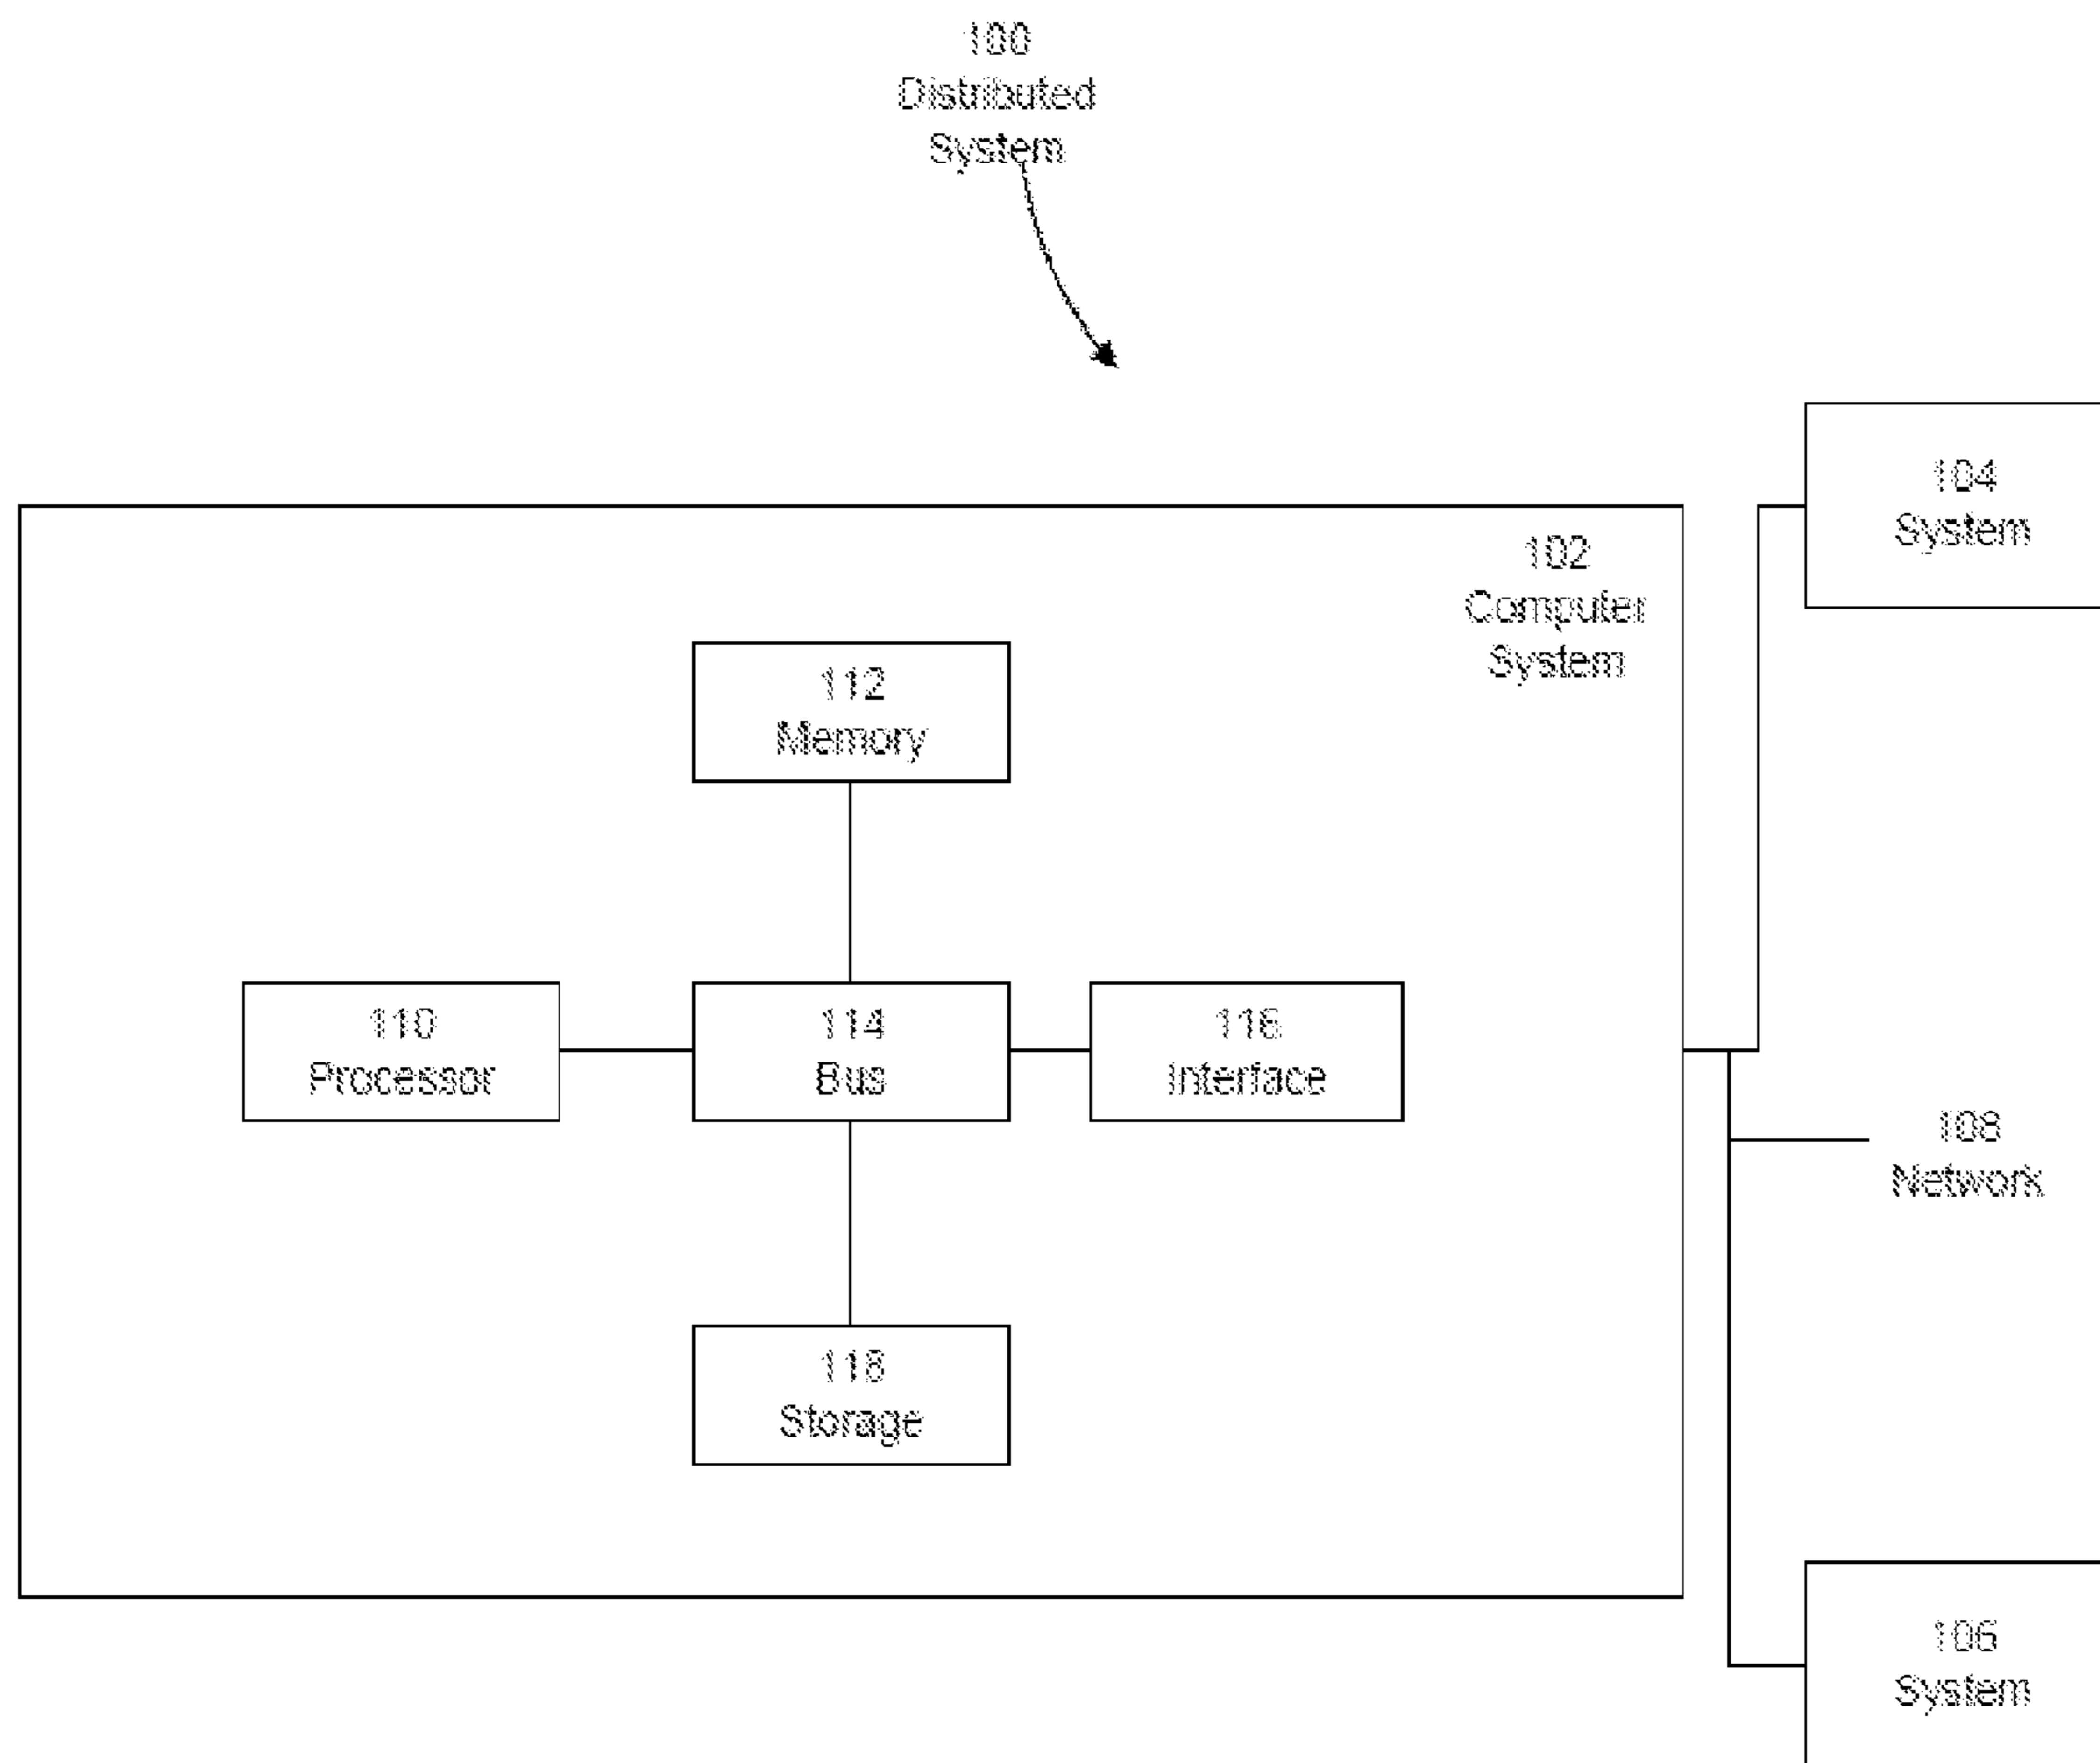 100
Distributed
System
104
System
102
Computer
System
112
Memory
110
Processor
114
Bus
116
Interface
108
Network
118
Storage
106
System